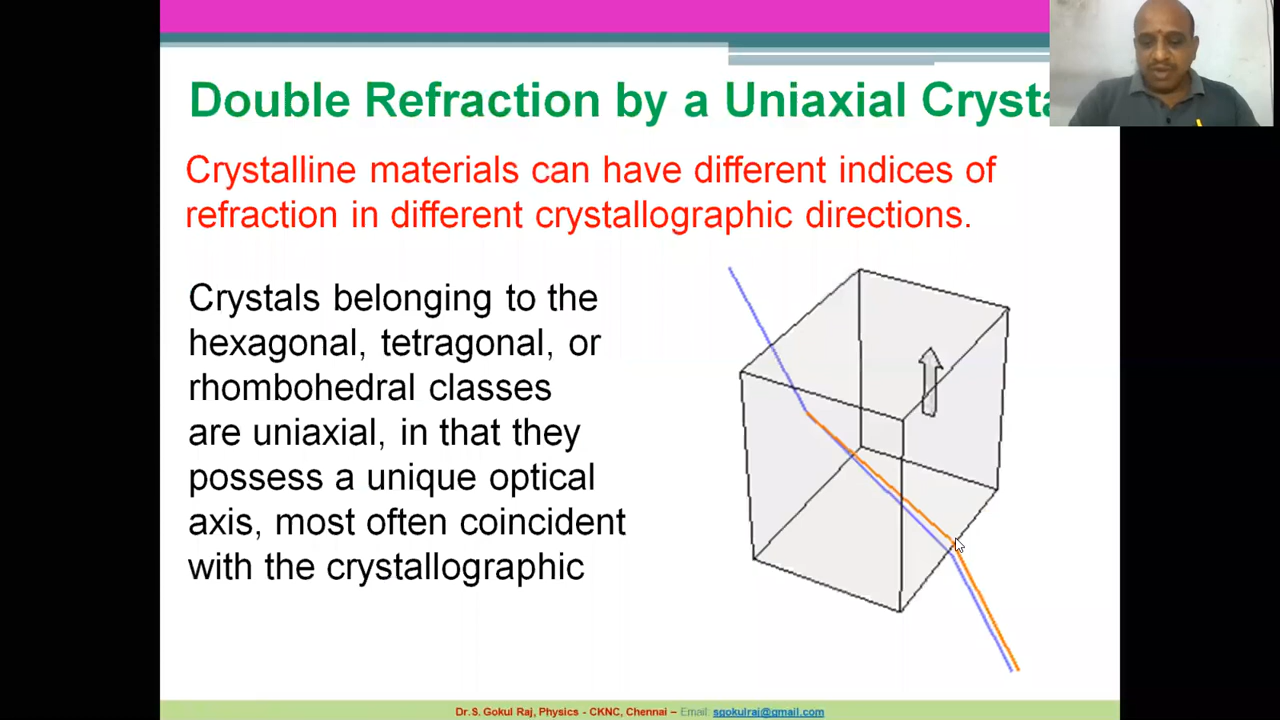 Double Refraction by a Uniaxial Crysta
Crystalline materials can have different indices of
refraction in different crystallographic directions.
Crystals belonging to the
hexagonal, tetragonal, or
rhombohedral classes
are uniaxial, in that they
possess a unique optical
axis, most often coincident
with the crystallographic
Dr.S. Gokul Raj, Physics - CKNC, Chennai – Email: sgokulraj@gmail.com